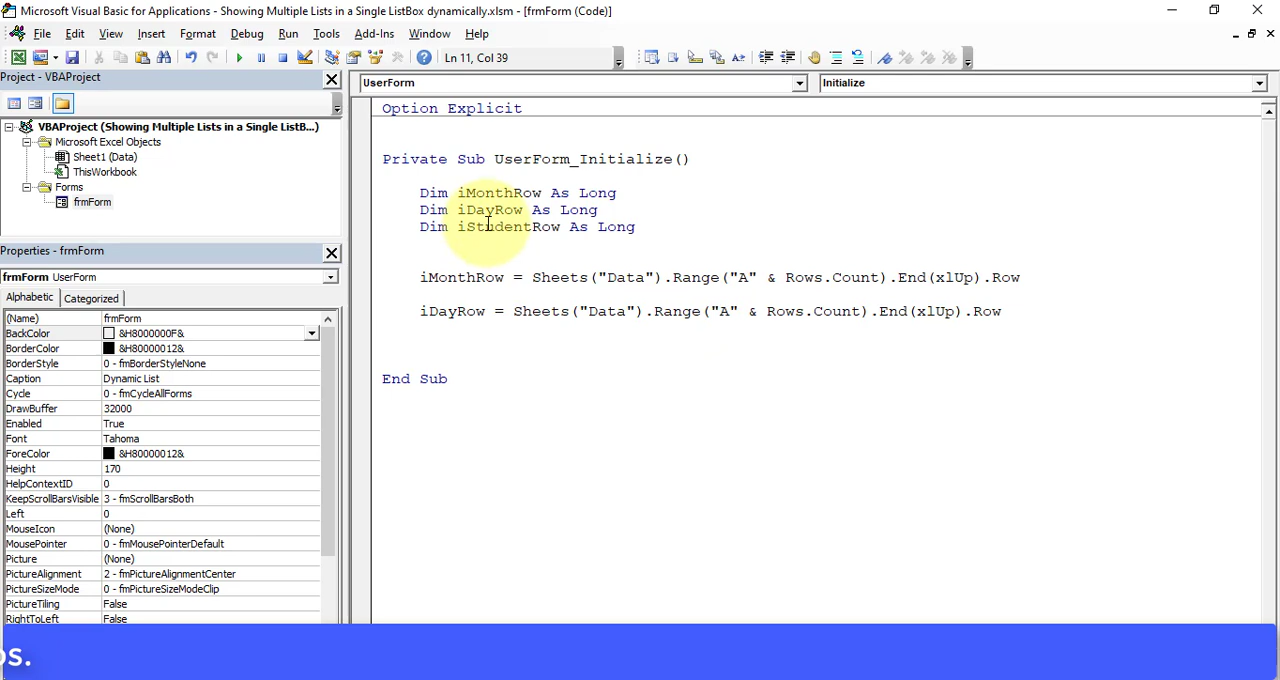 Microsoft Visual Basic for Applications - Showing Multiple Lists in a Single ListBox dynamically.xlsm - [frmForm (Code)]
File Edit View Insert Format Debug Run Tools Add-Ins Window Help
Ln 11, Col 39
Project - VBAProject
UserForm Initialize
VBAProject (Showing Multiple Lists in a Single ListB...)
Microsoft Excel Objects
Sheet1 (Data)
ThisWorkbook
Forms
frmForm
Properties - frmForm
frmForm UserForm
Alphabetic Categorized
(Name) frmForm
BackColor &H8000000F&
BorderColor &H80000012&
BorderStyle 0 - fmBorderStyleNone
Caption Dynamic List
Cycle 0 - fmCycleAllForms
DrawBuffer 32000
Enabled True
Font Tahoma
ForeColor &H80000012&
Height 170
HelpContextID 0
KeepScrollBarsVisible 3 - fmScrollBarsBoth
Left 0
MouseIcon (None)
MousePointer 0 - fmMousePointerDefault
Picture (None)
PictureAlignment 2 - fmPictureAlignmentCenter
PictureSizeMode 0 - fmPictureSizeModeClip
PictureTiling False
RightToLeft False
Option Explicit
Private Sub UserForm_Initialize()
Dim iMonthRow As Long
Dim iDayRow As Long
Dim iStudentRow As Long
iMonthRow = Sheets("Data").Range("A" & Rows.Count).End(xlUp).Row
iDayRow = Sheets("Data").Range("A" & Rows.Count).End(xlUp).Row
End Sub
os.